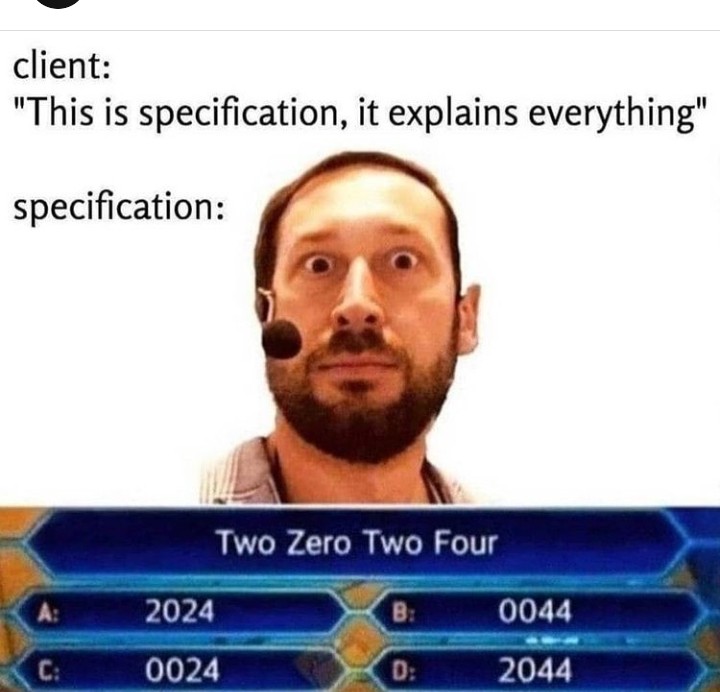 client:
"This is specification, it explains everything"
specification:
Two Zero Two Four
A: 2024
B: 0044
C: 0024
D: 2044